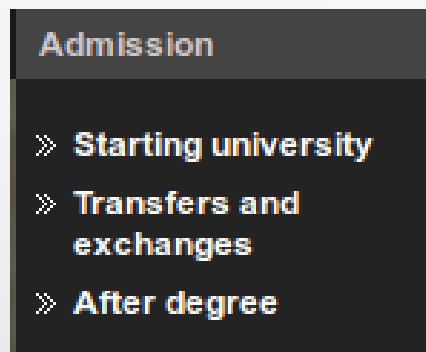 Admission
» Starting university
» Transfers and
exchanges
» After degree